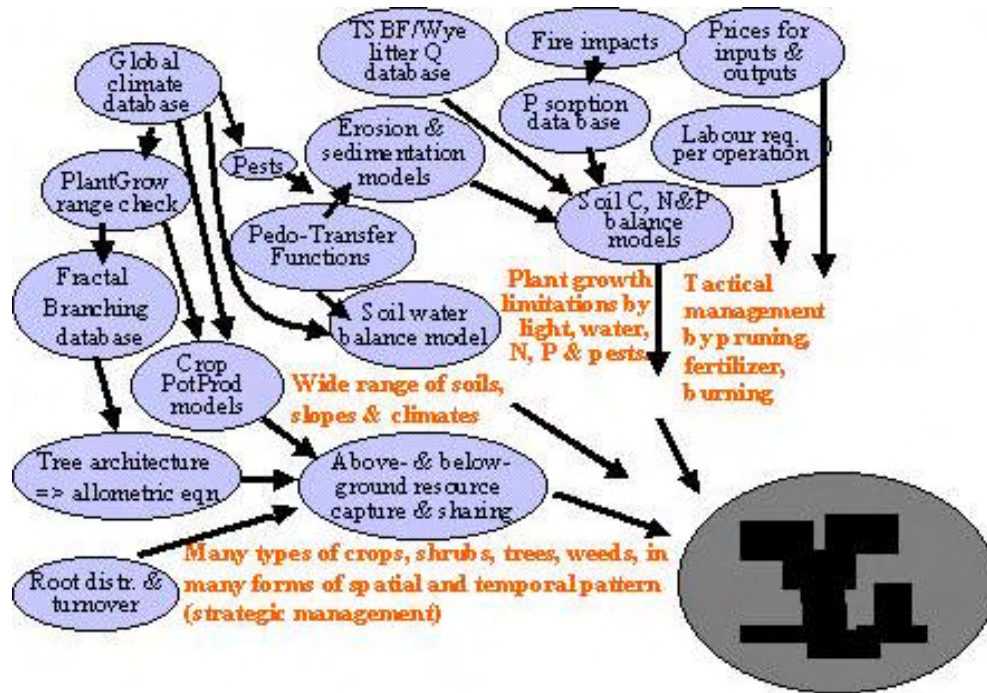 TSBF/Wye
litter Q
database
Fire impacts
Prices for
inputs &
outputs
Global
climate
database
P sorption
data base
Erosion &
sedimentation
models
Labour req.
per operation
Pests
PlantGrow
range check
Soil C, N&P
balance
models
Pedo-Transfer
Functions
Fractal
Branching
database
Plant growth
limitations by
light, water,
N, P & pests
Tactical
management
by pruning,
fertilizer,
burning
Soil water
balance model
Crop
PotProd
models
Wide range of soils,
slopes & climates
Tree architecture
=> allometric eqn
Above- & below-
ground resource
capture & sharing
Root distr. &
turnover
Many types of crops, shrubs, trees, weeds, in
many forms of spatial and temporal pattern
(strategic management)